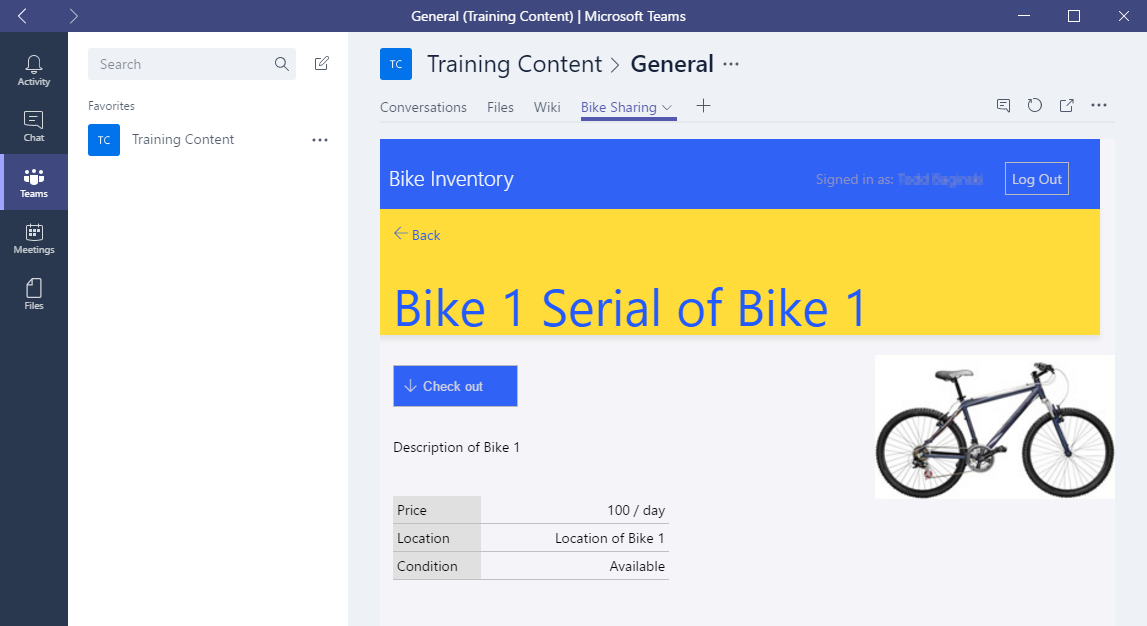 General (Training Content) | Microsoft Teams
Activity
Chat
Teams
Meetings
Files
Search
Favorites
TC Training Content
TC Training Content > General
Conversations Files Wiki Bike Sharing
Bike Inventory
Signed in as:
Log Out
Back
Bike 1 Serial of Bike 1
Check out
Description of Bike 1
Price 100 / day
Location Location of Bike 1
Condition Available